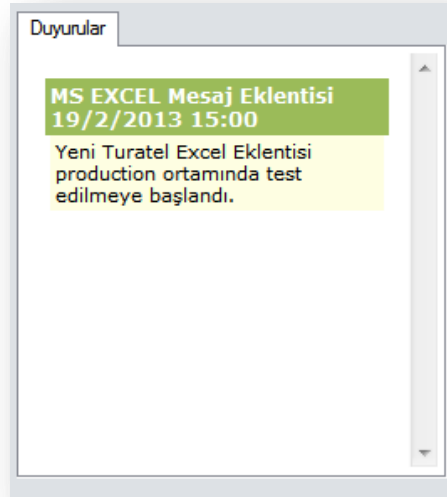 Duyurular
MS EXCEL Mesaj Eklentisi
19/2/2013 15:00
Yeni Turatel Excel Eklentisi
production ortamında test
edilmeye başlandı.